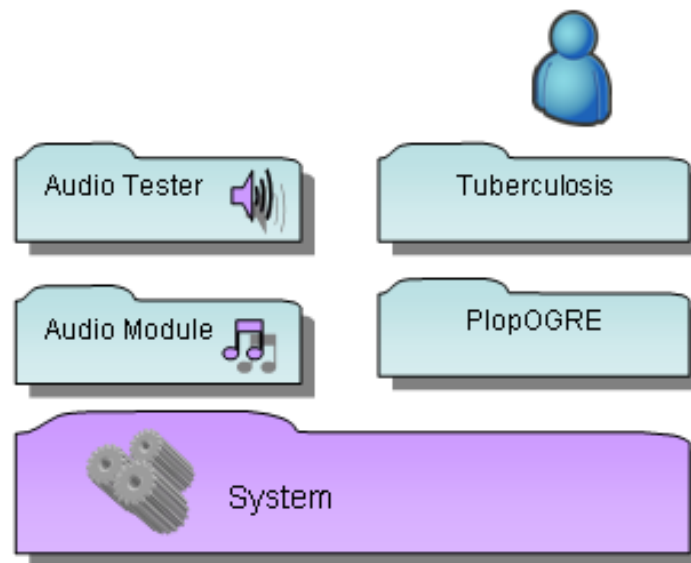 Audio Tester
Tuberculosis
Audio Module
PlopOGRE
System